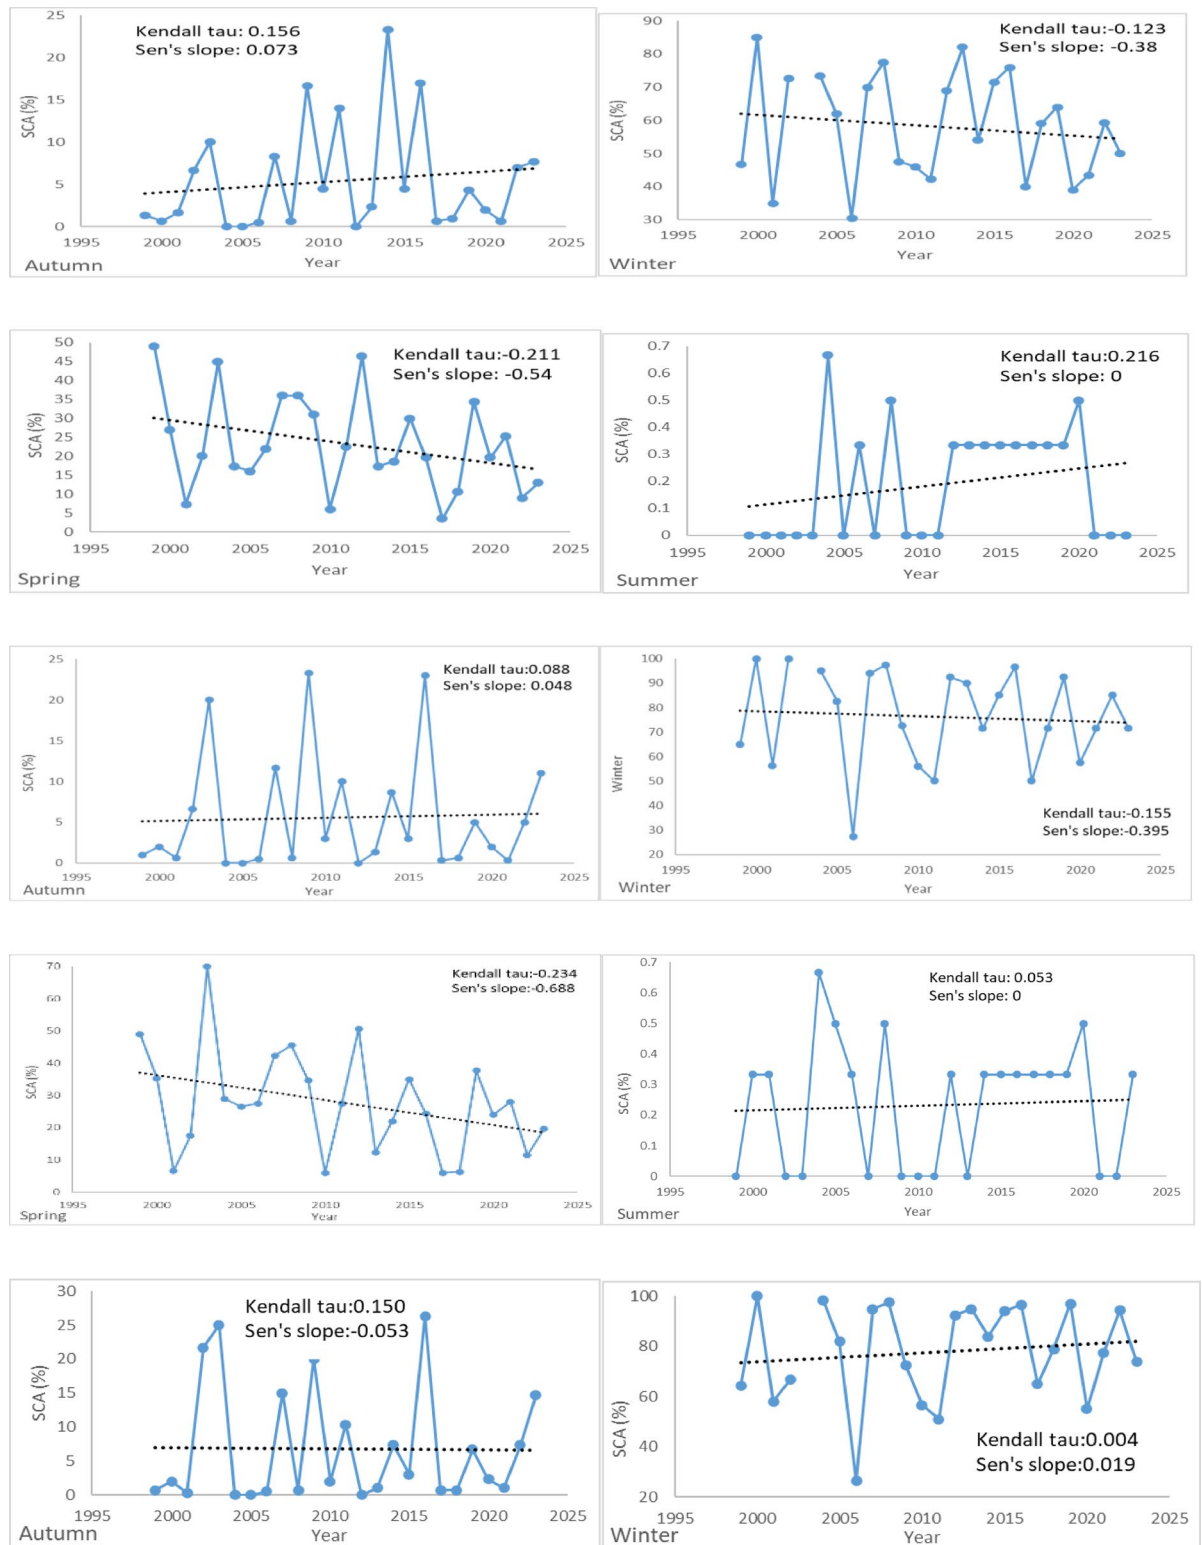 Kendall tau: 0.156
Sen's slope: 0.073
25
20
15
10
5
0
SCA (%)
1995 2000 2005 2010 2015 2020 2025
Year
Autumn
Kendall tau:-0.123
Sen's slope: -0.38
90
80
70
60
50
40
30
SCA (%)
1995 2000 2005 2010 2015 2020 2025
Year
Winter
Kendall tau:-0.211
Sen's slope: -0.54
50
45
40
35
30
25
20
15
10
5
0
SCA (%)
1995 2000 2005 2010 2015 2020 2025
Year
Spring
Kendall tau:0.216
Sen's slope: 0
0.7
0.6
0.5
0.4
0.3
0.2
0.1
0
SCA (%)
1995 2000 2005 2010 2015 2020 2025
Year
Summer
Kendall tau:0.088
Sen's slope: 0.048
25
20
15
10
5
0
SCA (%)
1995 2000 2005 2010 2015 2020 2025
Year
Autumn
100
90
80
70
60
50
40
30
20
Winter
Kendall tau:-0.155
Sen's slope:-0.395
1995 2000 2005 2010 2015 2020 2025
Year
Winter
Kendall tau:-0.234
Sen's slope:-0.688
70
60
50
40
30
20
10
0
SCA (%)
1995 2000 2005 2010 2015 2020 2025
Year
Spring
Kendall tau: 0.053
Sen's slope: 0
0.7
0.6
0.5
0.4
0.3
0.2
0.1
0
SCA (%)
1995 2000 2005 2010 2015 2020 2025
Year
Summer
Kendall tau:0.150
Sen's slope:-0.053
30
25
20
15
10
5
0
SCA (%)
1995 2000 2005 2010 2015 2020 2025
Year
Autumn
100
80
60
40
20
SCA (%)
Kendall tau:0.004
Sen's slope:0.019
1995 2000 2005 2010 2015 2020 2025
Year
Winter